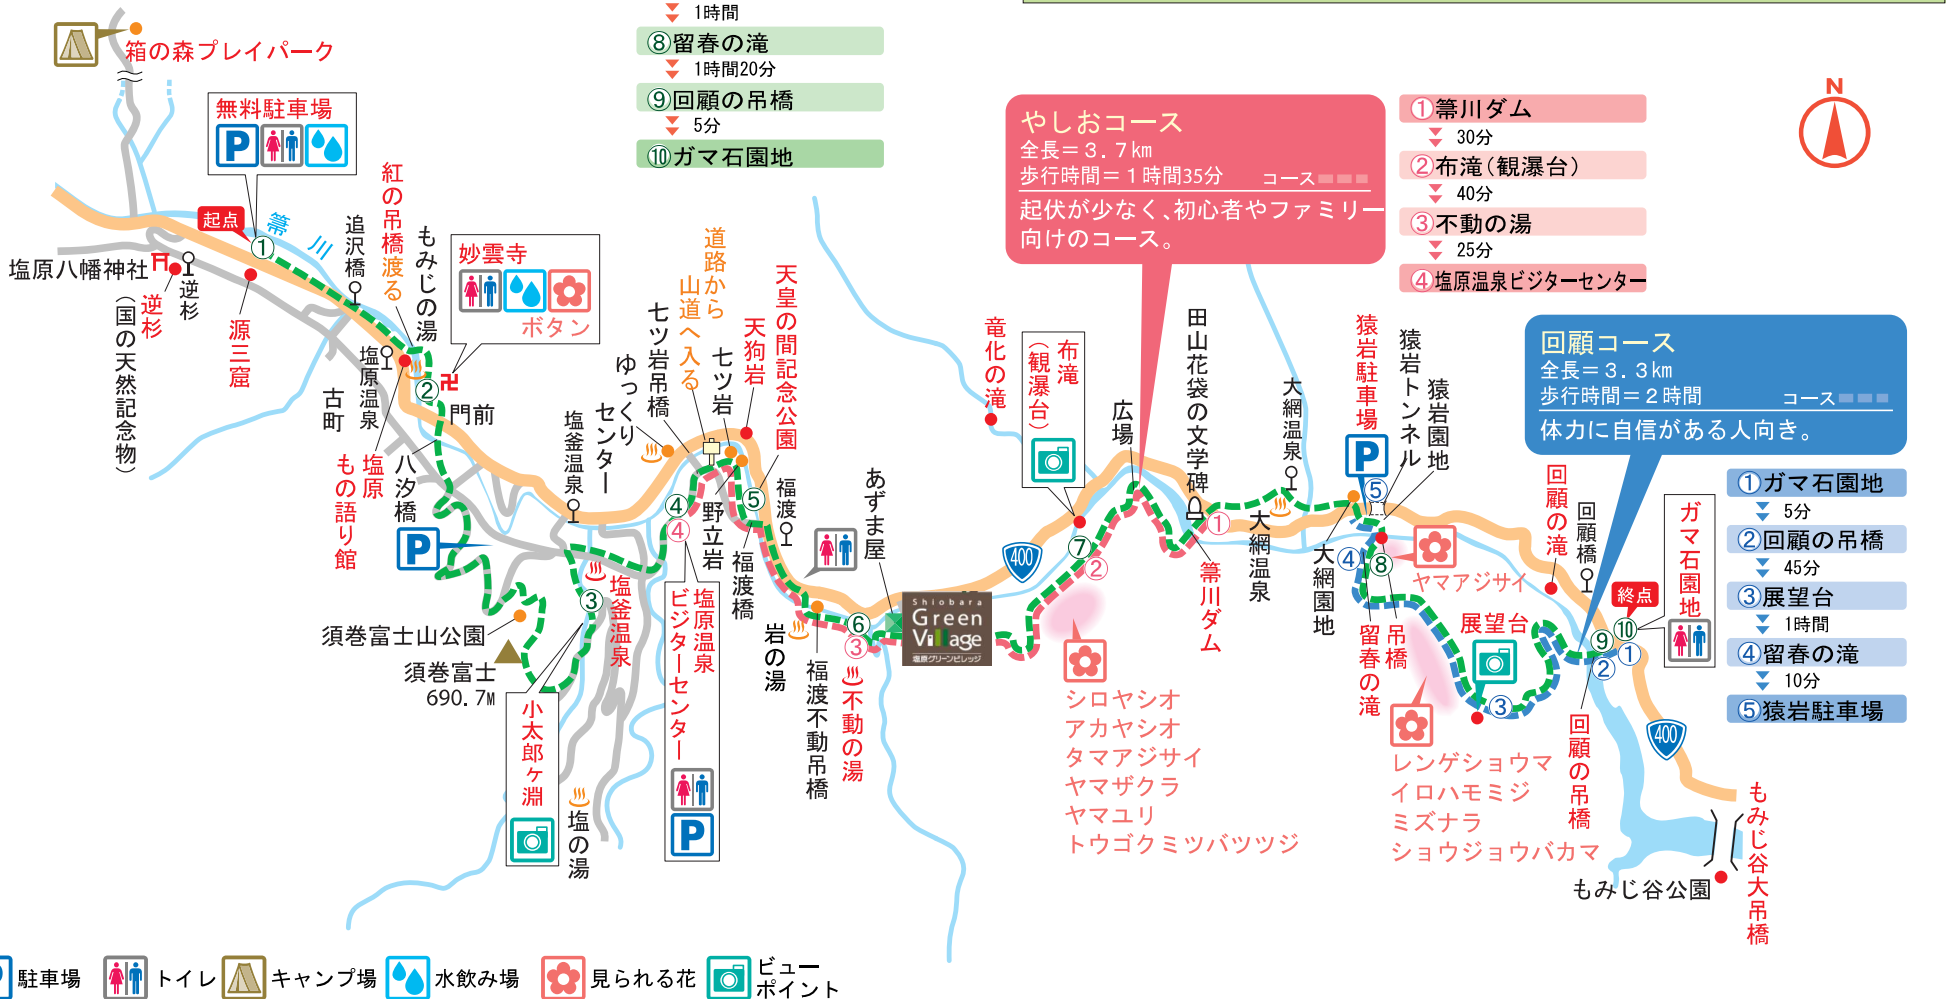 1時間
⑧留春の滝
1時間20分
⑨回顧の吊橋
5分
⑩ガマ石園地
やしおコース
全長＝3.7km
歩行時間＝1時間35分
コース
起伏が少なく、初心者やファミリー
向けのコース。
①箒川ダム
30分
②布滝(観瀑台)
40分
③不動の湯
25分
④塩原温泉ビジターセンター
N
回顧コース
全長＝3.3km
歩行時間＝2時間
コース
体力に自信がある人向き。
①ガマ石園地
5分
②回顧の吊橋
45分
③展望台
1時間
④留春の滝
10分
⑤猿岩駐車場
箱の森プレイパーク
無料駐車場
P
起点
①
箒川
追沢橋
紅の吊橋渡る
もみじの湯
妙雲寺
ボタン
塩原八幡神社
逆杉
逆杉
(国の天然記念物)
源三窟
塩原温泉
古町
②
門前
塩原
もの語り館
八汐橋
P
塩釜温泉
ゆっくり
センター
七ツ岩吊橋
道路から
山道へ入る
七ツ岩
天狗岩
天皇の間記念公園
④
④
野立岩
⑤
福渡
福渡橋
あずま屋
須巻富士山公園
須巻富士
690.7M
③
塩釜温泉
小太郎ヶ淵
塩の湯
塩原温泉
ビジターセンター
P
岩の湯
福渡不動吊橋
⑥
③
不動の湯
Shiobara
Green
Village
塩原グリーンビレッジ
400
竜化の滝
布滝
(観瀑台)
⑦
②
広場
田山花袋の文学碑
①
箒川ダム
大網温泉
大網温泉
シロヤシオ
アカヤシオ
タマアジサイ
ヤマザクラ
ヤマユリ
トウゴクミツバツツジ
猿岩駐車場
P
⑤
猿岩トンネル
猿岩園地
大網園地
④
⑧
ヤマアジサイ
吊橋
留春の滝
展望台
③
レンゲショウマ
イロハモミジ
ミズナラ
ショウジョウバカマ
回顧の滝
回顧橋
終点
⑨
⑩
②
①
ガマ石園地
回顧の吊橋
400
もみじ谷公園
もみじ谷大吊橋
駐車場
トイレ
キャンプ場
水飲み場
見られる花
ビュー
ポイント